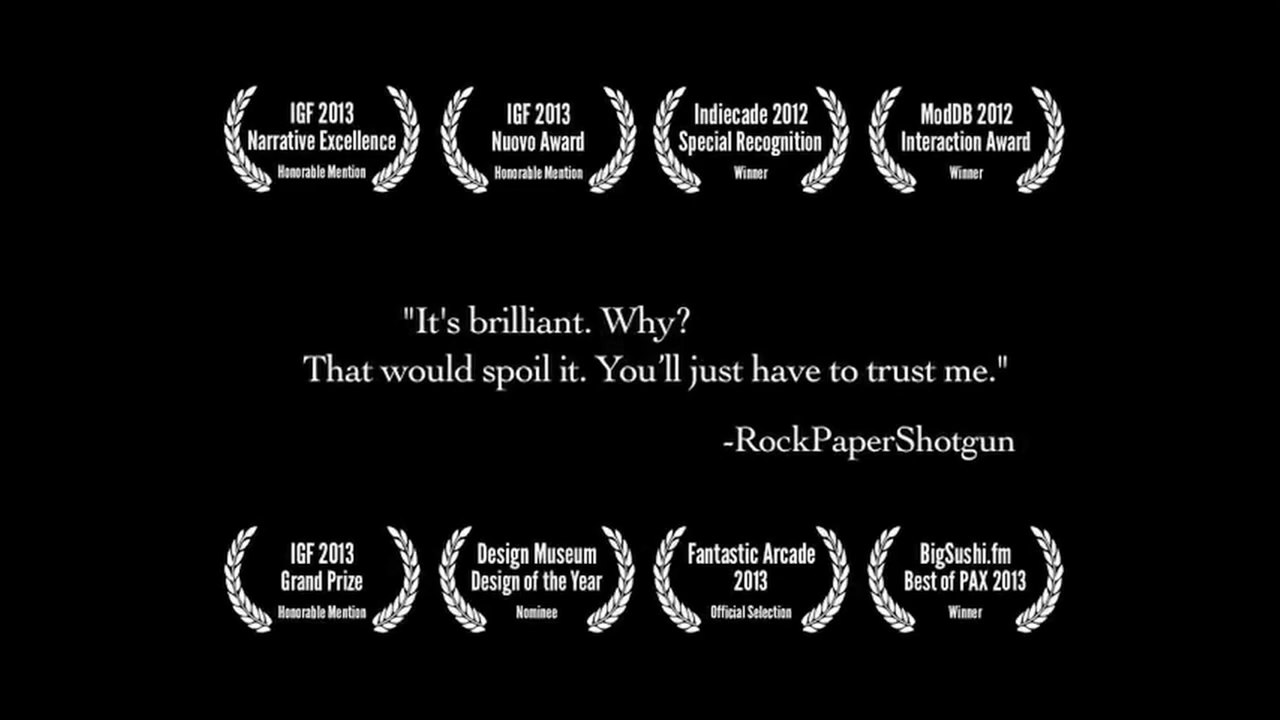 IGF 2013
Narrative Excellence
Honorable Mention
IGF 2013
Nuovo Award
Honorable Mention
Indiecade 2012
Special Recognition
Winner
ModDB 2012
Interaction Award
Winner
"It's brilliant. Why?
That would spoil it. You’ll just have to trust me."
-RockPaperShotgun
IGF 2013
Grand Prize
Honorable Mention
Design Museum
Design of the Year
Nominee
Fantastic Arcade
2013
Official Selection
BigSushi.fm
Best of PAX 2013
Winner